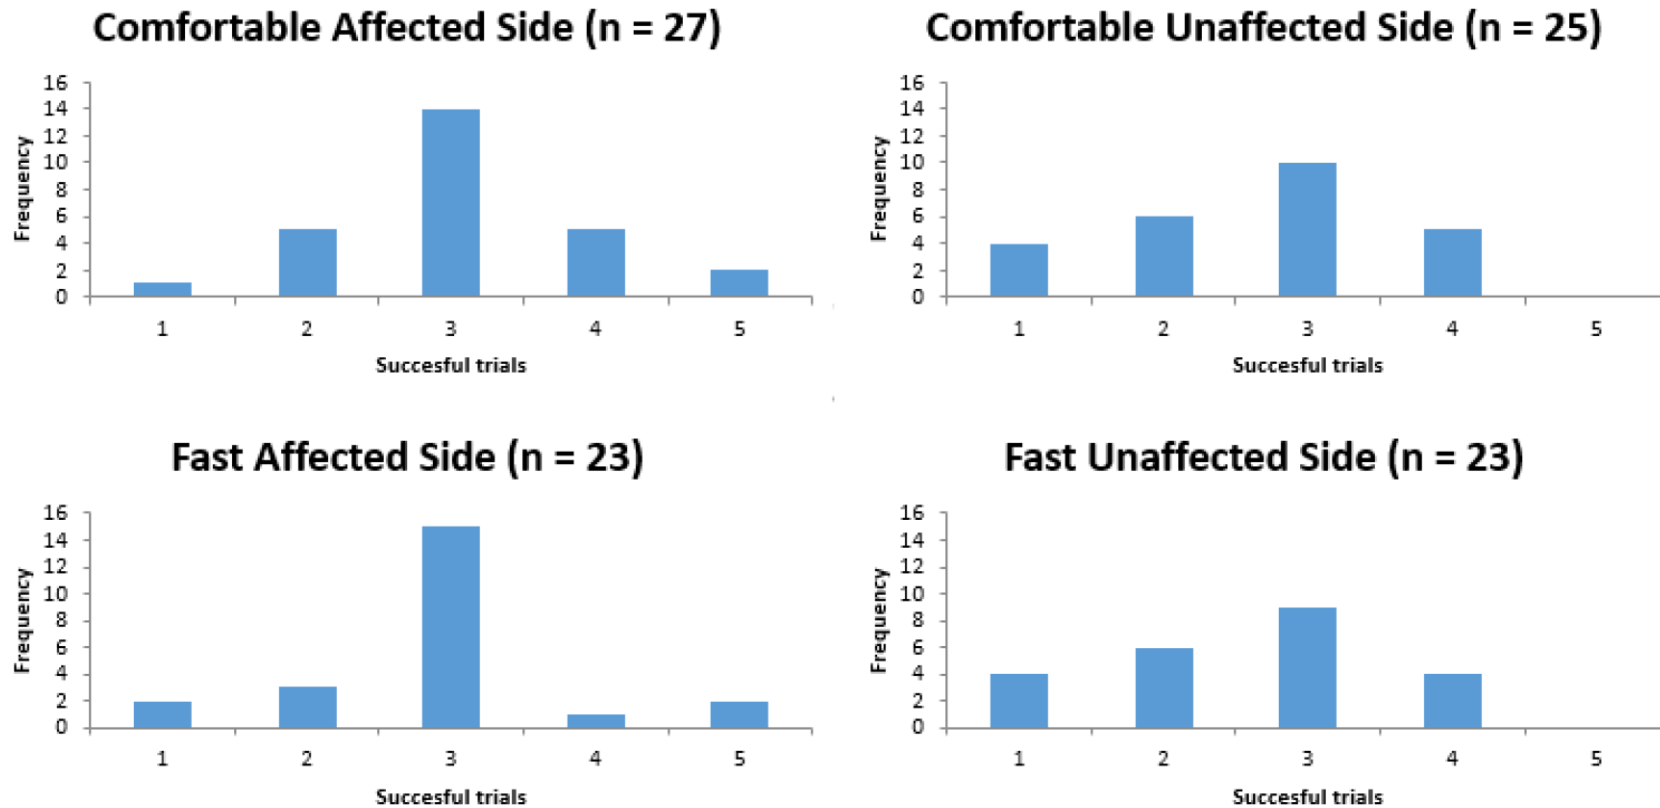 Comfortable Affected Side (n = 27)
16
14
12
10
8
6
4
2
0
Frequency
1 2 3 4 5
Succesful trials
Comfortable Unaffected Side (n = 25)
16
14
12
10
8
6
4
2
0
Frequency
1 2 3 4 5
Succesful trials
Fast Affected Side (n = 23)
16
14
12
10
8
6
4
2
0
Frequency
1 2 3 4 5
Succesful trials
Fast Unaffected Side (n = 23)
16
14
12
10
8
6
4
2
0
Frequency
1 2 3 4 5
Succesful trials